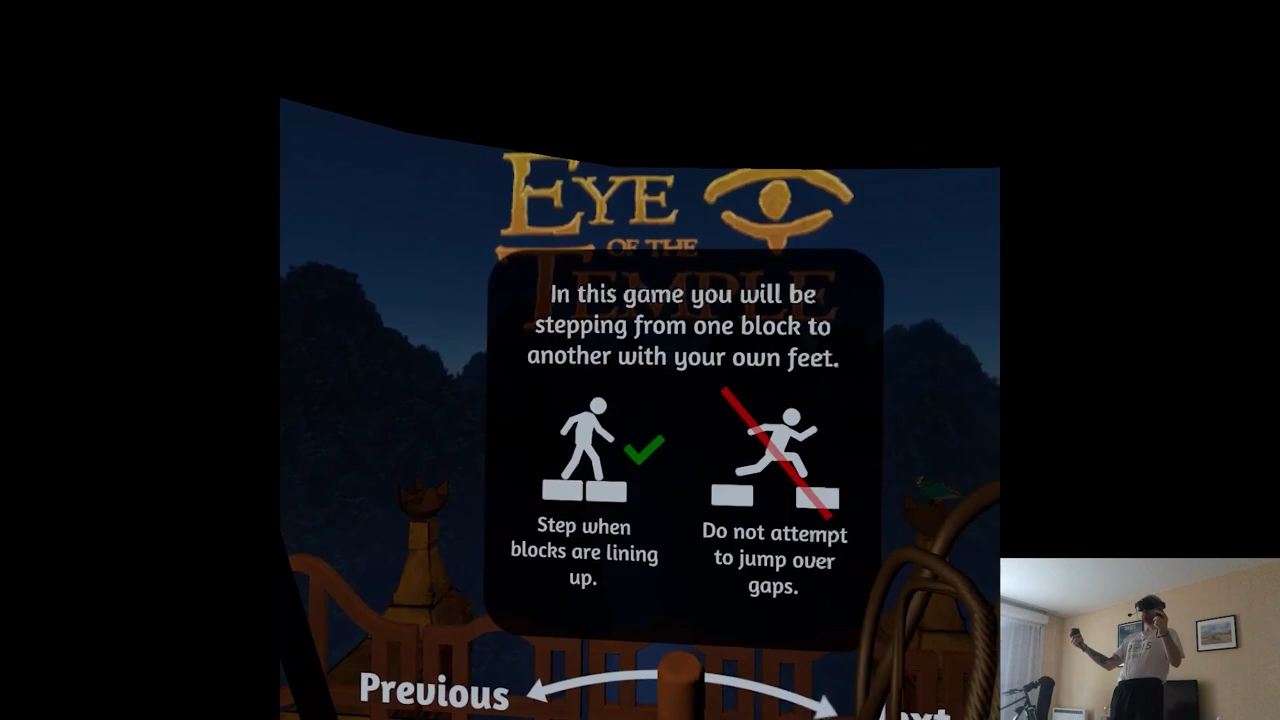 EYE
OF THE
TEMPLE
In this game you will be
stepping from one block to
another with your own feet.
Step when
blocks are lining
up.
Do not attempt
to jump over
gaps.
Previous